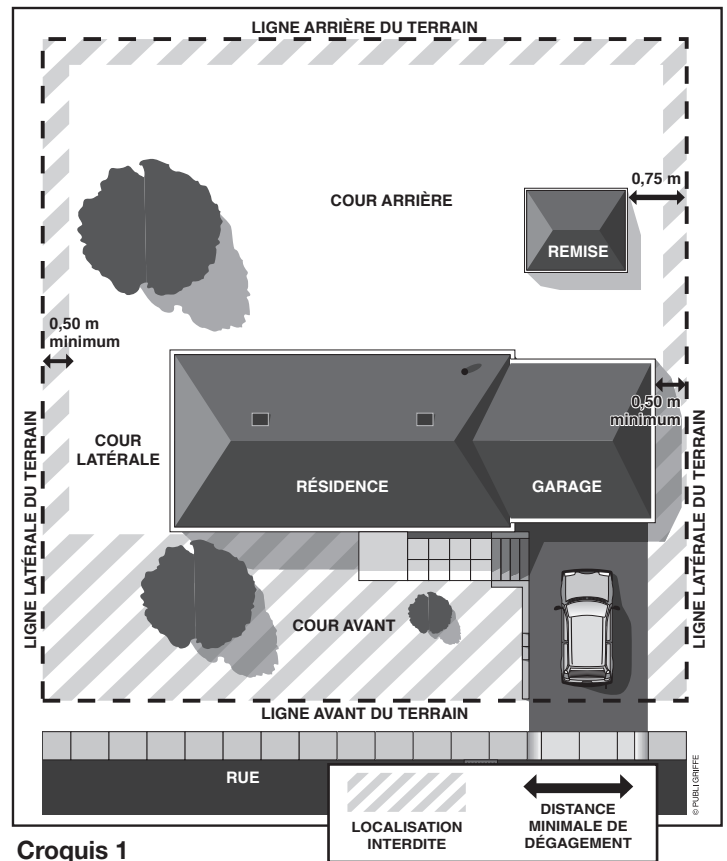 LIGNE ARRIÈRE DU TERRAIN
0,75 m
COUR ARRIÈRE
REMISE
0,50 m
minimum
0,50 m
minimum
LIGNE LATÉRALE DU TERRAIN
COUR
LATÉRALE
RÉSIDENCE
GARAGE
LIGNE LATÉRALE DU TERRAIN
COUR AVANT
LIGNE AVANT DU TERRAIN
RUE
© PUBLI GRIFFE
LOCALISATION
INTERDITE
DISTANCE
MINIMALE DE
DÉGAGEMENT
Croquis 1